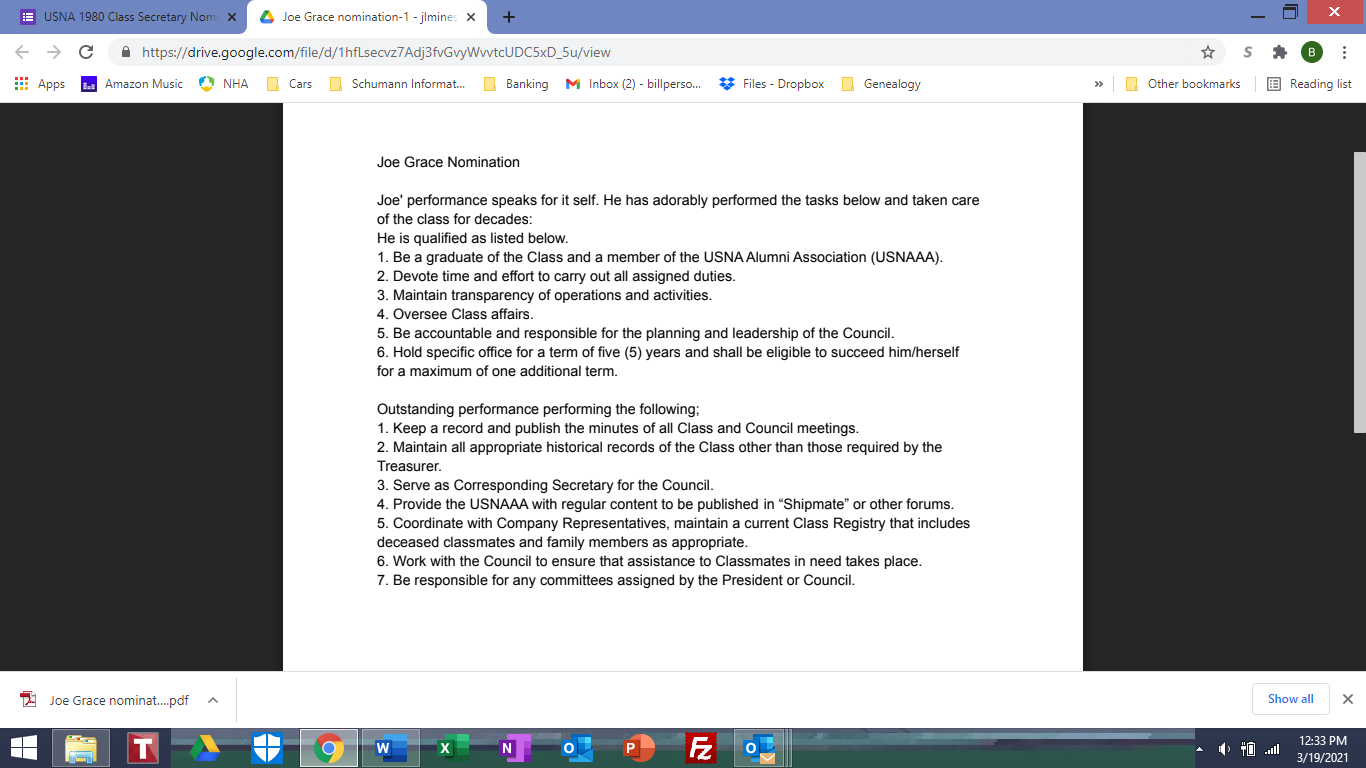 USNA 1980 Class Secretary Nomi
Joe Grace nomination-1 - jlmines
https://drive.google.com/file/d/1hfLsecvz7Adj3fvGvyWvvtcUDC5xD_5u/view
S
B
Apps
Amazon Music
NHA
Cars
Schumann Informat...
Banking
Inbox (2) - billperso...
Files - Dropbox
Genealogy
»
Other bookmarks
Reading list
Joe Grace Nomination
Joe' performance speaks for it self. He has adorably performed the tasks below and taken care
of the class for decades:
He is qualified as listed below.
1. Be a graduate of the Class and a member of the USNA Alumni Association (USNAAA).
2. Devote time and effort to carry out all assigned duties.
3. Maintain transparency of operations and activities.
4. Oversee Class affairs.
5. Be accountable and responsible for the planning and leadership of the Council.
6. Hold specific office for a term of five (5) years and shall be eligible to succeed him/herself
for a maximum of one additional term.
Outstanding performance performing the following;
1. Keep a record and publish the minutes of all Class and Council meetings.
2. Maintain all appropriate historical records of the Class other than those required by the
Treasurer.
3. Serve as Corresponding Secretary for the Council.
4. Provide the USNAAA with regular content to be published in “Shipmate” or other forums.
5. Coordinate with Company Representatives, maintain a current Class Registry that includes
deceased classmates and family members as appropriate.
6. Work with the Council to ensure that assistance to Classmates in need takes place.
7. Be responsible for any committees assigned by the President or Council.
Joe Grace nominat....pdf
Show all
12:33 PM
3/19/2021